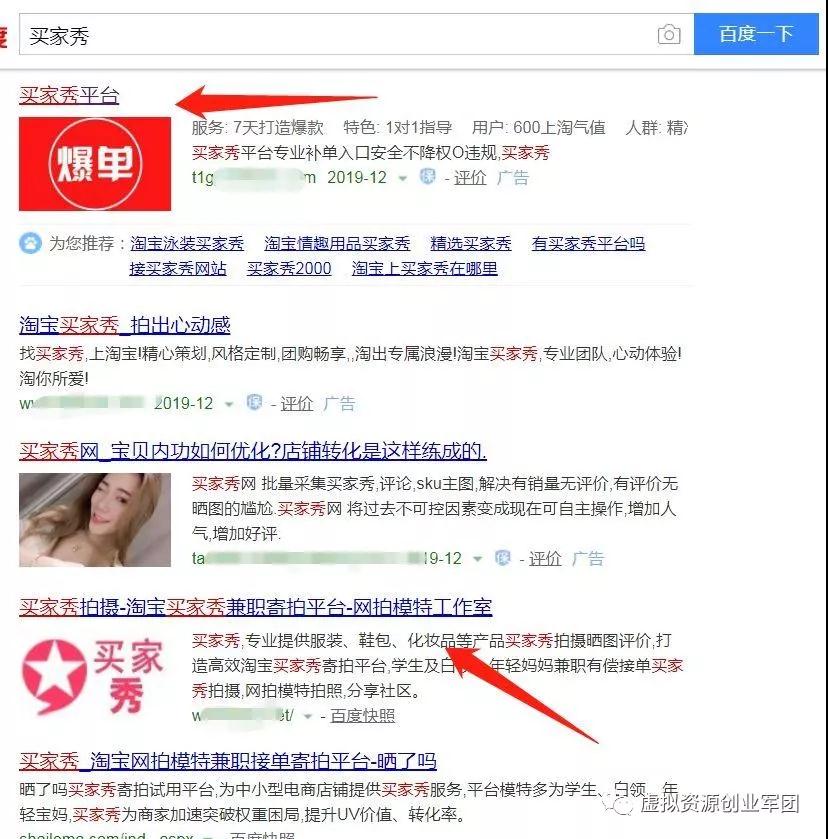 买家秀
百度一下
买家秀平台
爆单
服务: 7天打造爆款 特色: 1对1指导 用户: 600上淘气值 人群: 精
买家秀平台专业补单入口安全不降权O违规,买家秀
2019-12 - 评价 广告
为您推荐: 淘宝泳装买家秀 淘宝情趣用品买家秀 精选买家秀 有买家秀平台吗
接买家秀网站 买家秀2000 淘宝上买家秀在哪里
淘宝买家秀_拍出心动感
找买家秀,上淘宝!精心策划,风格定制,团购畅享,,淘出专属浪漫!淘宝买家秀,专业团队,心动体验!
淘你所爱!
2019-12 - 评价 广告
买家秀网_宝贝内功如何优化?店铺转化是这样练成的.
买家秀网 批量采集买家秀,评论,sku主图,解决有销量无评价,有评价无
晒图的尴尬.买家秀网 将过去不可控因素变成现在可自主操作,增加人
气,增加好评.
19-12 - 评价 广告
买家秀拍摄-淘宝买家秀兼职寄拍平台-网拍模特工作室
买家秀
买家秀,专业提供服装、鞋包、化妆品等产品买家秀拍摄晒图评价,打
造高效淘宝买家秀寄拍平台,学生及白 、年轻妈妈兼职有偿接单买家
秀拍摄,网拍模特拍照,分享社区。
et/ - 百度快照
买家秀_淘宝网拍模特兼职接单寄拍平台-晒了吗
晒了吗买家秀寄拍试用平台,为中小型电商店铺提供买家秀服务,平台模特多为学生、白领、年
轻宝妈,买家秀为商家加速突破权重困局,提升UV价值、转化率。
虚拟资源创业军团
百度快照